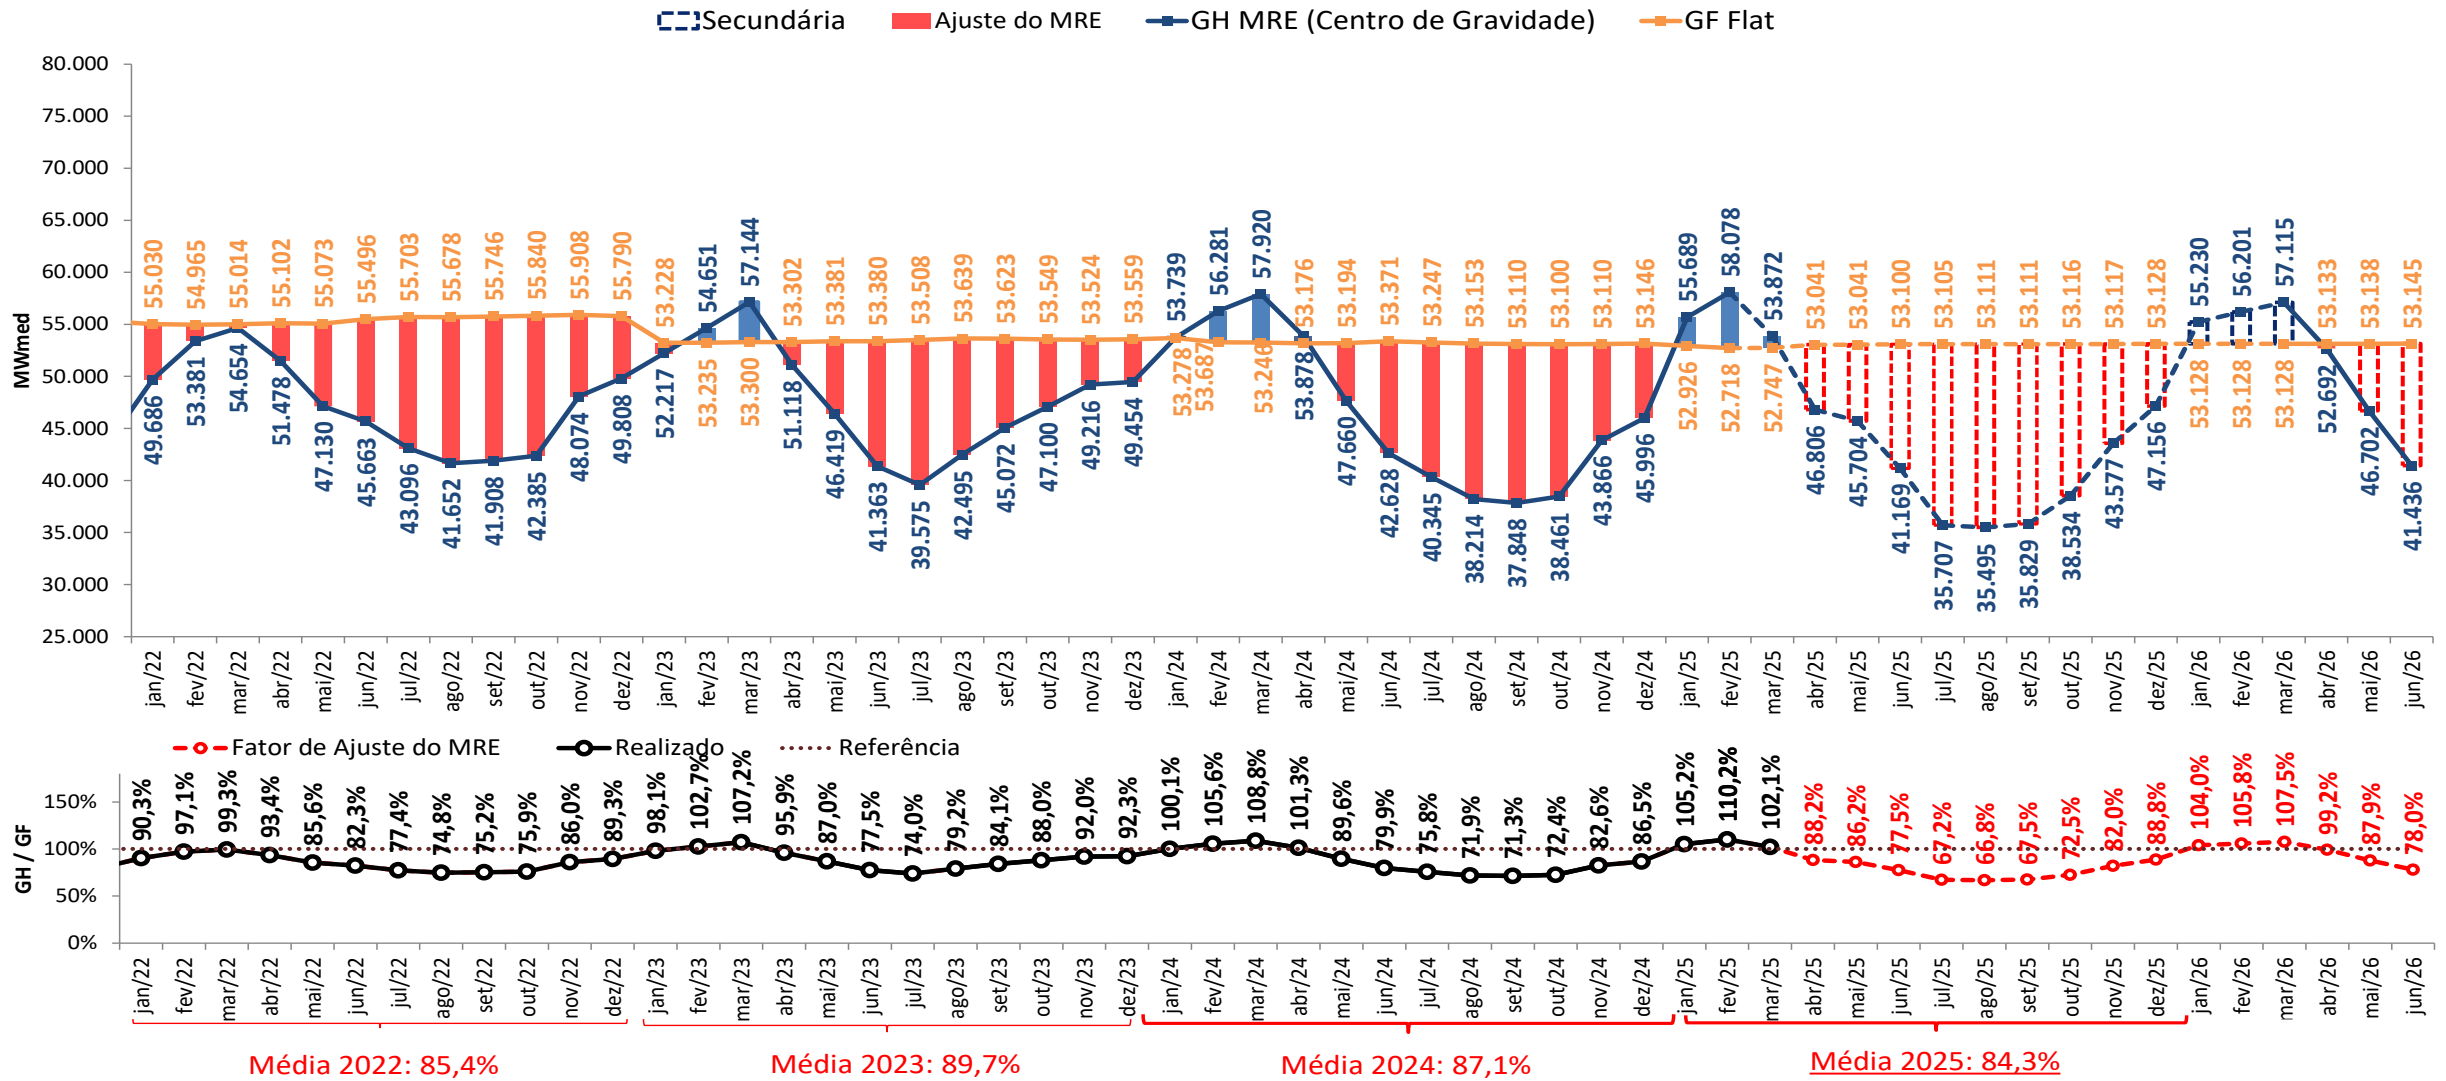 Secundária Ajuste do MRE GH MRE (Centro de Gravidade) GF Flat
80.000
75.000
70.000
65.000
60.000
55.000
50.000
45.000
40.000
35.000
30.000
25.000
MWmed
55.030 54.965 55.014 55.102 55.073 55.496 55.703 55.678 55.746 55.840 55.908 55.790 53.228 53.235 53.300 53.302 53.381 53.380 53.508 53.639 53.623 53.549 53.524 53.559 53.278 53.687 53.246 53.176 53.194 53.371 53.247 53.153 53.110 53.100 53.110 53.146 52.926 52.718 52.747 53.041 53.041 53.100 53.105 53.111 53.111 53.116 53.117 53.128 53.128 53.128 53.128 53.133 53.138 53.145
49.686 53.381 54.654 51.478 47.130 45.663 43.096 41.652 41.908 42.385 48.074 49.808 52.217 54.651 57.144 51.118 46.419 41.363 39.575 42.495 45.072 47.100 49.216 49.454 53.739 56.281 57.920 53.878 47.660 42.628 40.345 38.214 37.848 38.461 43.866 45.996 55.689 58.078 53.872 46.806 45.704 41.169 35.707 35.495 35.829 38.534 43.577 47.156 55.230 56.201 57.115 52.692 46.702 41.436
jan/22 fev/22 mar/22 abr/22 mai/22 jun/22 jul/22 ago/22 set/22 out/22 nov/22 dez/22 jan/23 fev/23 mar/23 abr/23 mai/23 jun/23 jul/23 ago/23 set/23 out/23 nov/23 dez/23 jan/24 fev/24 mar/24 abr/24 mai/24 jun/24 jul/24 ago/24 set/24 out/24 nov/24 dez/24 jan/25 fev/25 mar/25 abr/25 mai/25 jun/25 jul/25 ago/25 set/25 out/25 nov/25 dez/25 jan/26 fev/26 mar/26 abr/26 mai/26 jun/26
Fator de Ajuste do MRE Realizado Referência
150%
100%
50%
0%
GH / GF
90,3% 97,1% 99,3% 93,4% 85,6% 82,3% 77,4% 74,8% 75,2% 75,9% 86,0% 89,3% 98,1% 102,7% 107,2% 95,9% 87,0% 77,5% 74,0% 79,2% 84,1% 88,0% 92,0% 92,3% 100,1% 105,6% 108,8% 101,3% 89,6% 79,9% 75,8% 71,9% 71,3% 72,4% 82,6% 86,5% 105,2% 110,2% 102,1% 88,2% 86,2% 77,5% 67,2% 66,8% 67,5% 72,5% 82,0% 88,8% 104,0% 105,8% 107,5% 99,2% 87,9% 78,0%
jan/22 fev/22 mar/22 abr/22 mai/22 jun/22 jul/22 ago/22 set/22 out/22 nov/22 dez/22 jan/23 fev/23 mar/23 abr/23 mai/23 jun/23 jul/23 ago/23 set/23 out/23 nov/23 dez/23 jan/24 fev/24 mar/24 abr/24 mai/24 jun/24 jul/24 ago/24 set/24 out/24 nov/24 dez/24 jan/25 fev/25 mar/25 abr/25 mai/25 jun/25 jul/25 ago/25 set/25 out/25 nov/25 dez/25 jan/26 fev/26 mar/26 abr/26 mai/26 jun/26
Média 2022: 85,4% Média 2023: 89,7% Média 2024: 87,1% Média 2025: 84,3%